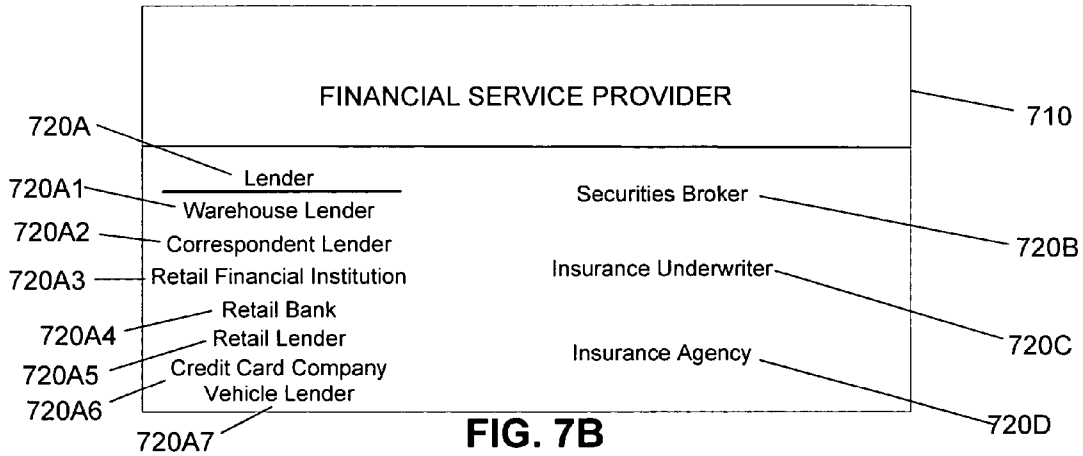 FINANCIAL SERVICE PROVIDER
710
720A
Lender
720A1
Warehouse Lender
Securities Broker
720A2
Correspondent Lender
720B
720A3
Retail Financial Institution
Insurance Underwriter
720A4
Retail Bank
720A5
Retail Lender
720C
Insurance Agency
720A6
Credit Card Company
Vehicle Lender
720D
720A7
FIG. 7B